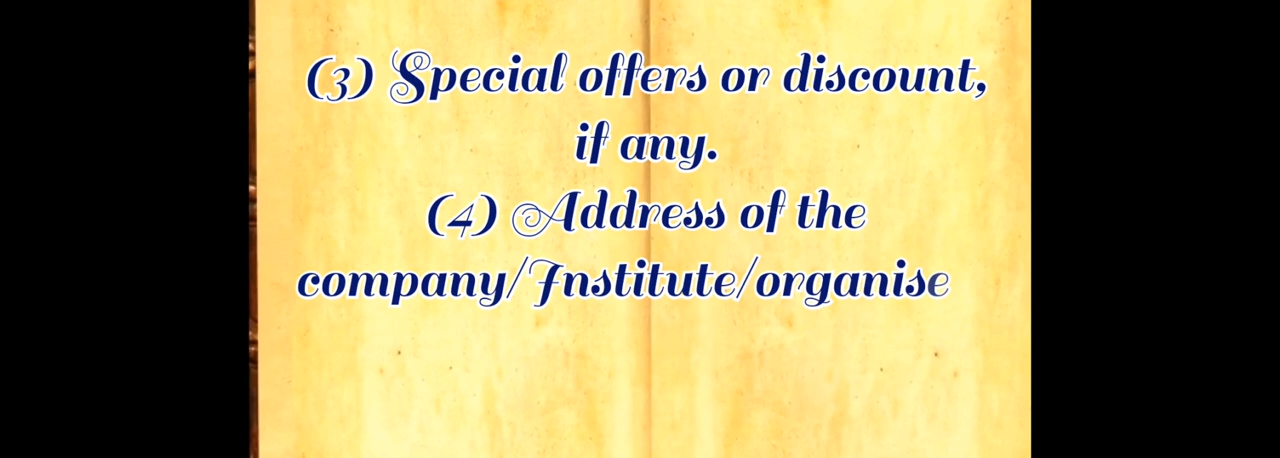 (3) Special offers or discount,
if any.
(4) Address of the
company/Institute/organise